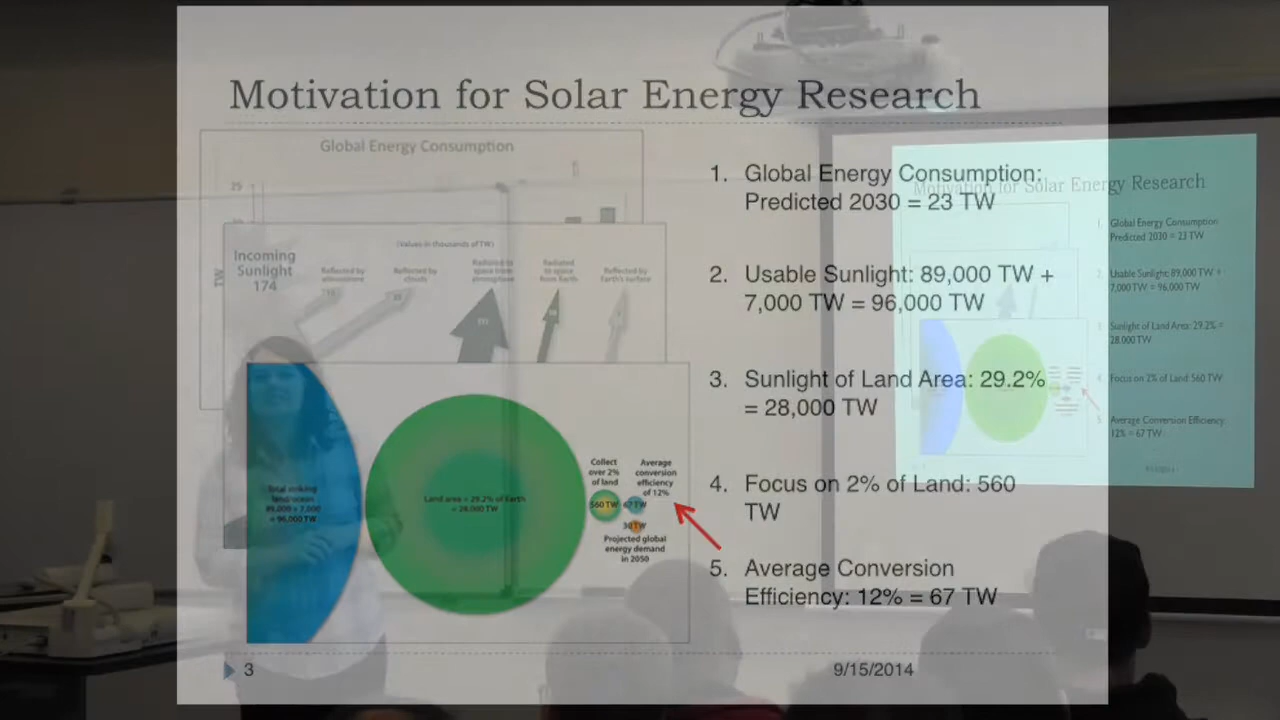 Motivation for Solar Energy Research
Global Energy Consumption
25
TW
(Values in thousands of TW)
Incoming
Sunlight
174
Reflected by
atmosphere
Reflected by
clouds
Radiated to
space from
atmosphere
Radiated
to space
from Earth
Reflected by
Earth's surface
Total striking
land/ocean
89,000 + 7,000
= 96,000 TW
Land area = 29.2% of Earth
= 28,000 TW
Collect
over 2%
of land
560 TW
Average
conversion
efficiency
of 12%
67 TW
30 TW
Projected global
energy demand
in 2050
1. Global Energy Consumption:
Predicted 2030 = 23 TW
2. Usable Sunlight: 89,000 TW +
7,000 TW = 96,000 TW
3. Sunlight of Land Area: 29.2%
= 28,000 TW
4. Focus on 2% of Land: 560
TW
5. Average Conversion
Efficiency: 12% = 67 TW
3
9/15/2014
Motivation for Solar Energy Research
Global Energy Consumption
Predicted 2030 = 23 TW
Usable Sunlight: 89,000 TW +
7,000 TW = 96,000 TW
Sunlight of Land Area: 29.2% =
28,000 TW
Focus on 2% of Land: 560 TW
Average Conversion Efficiency:
12% = 67 TW